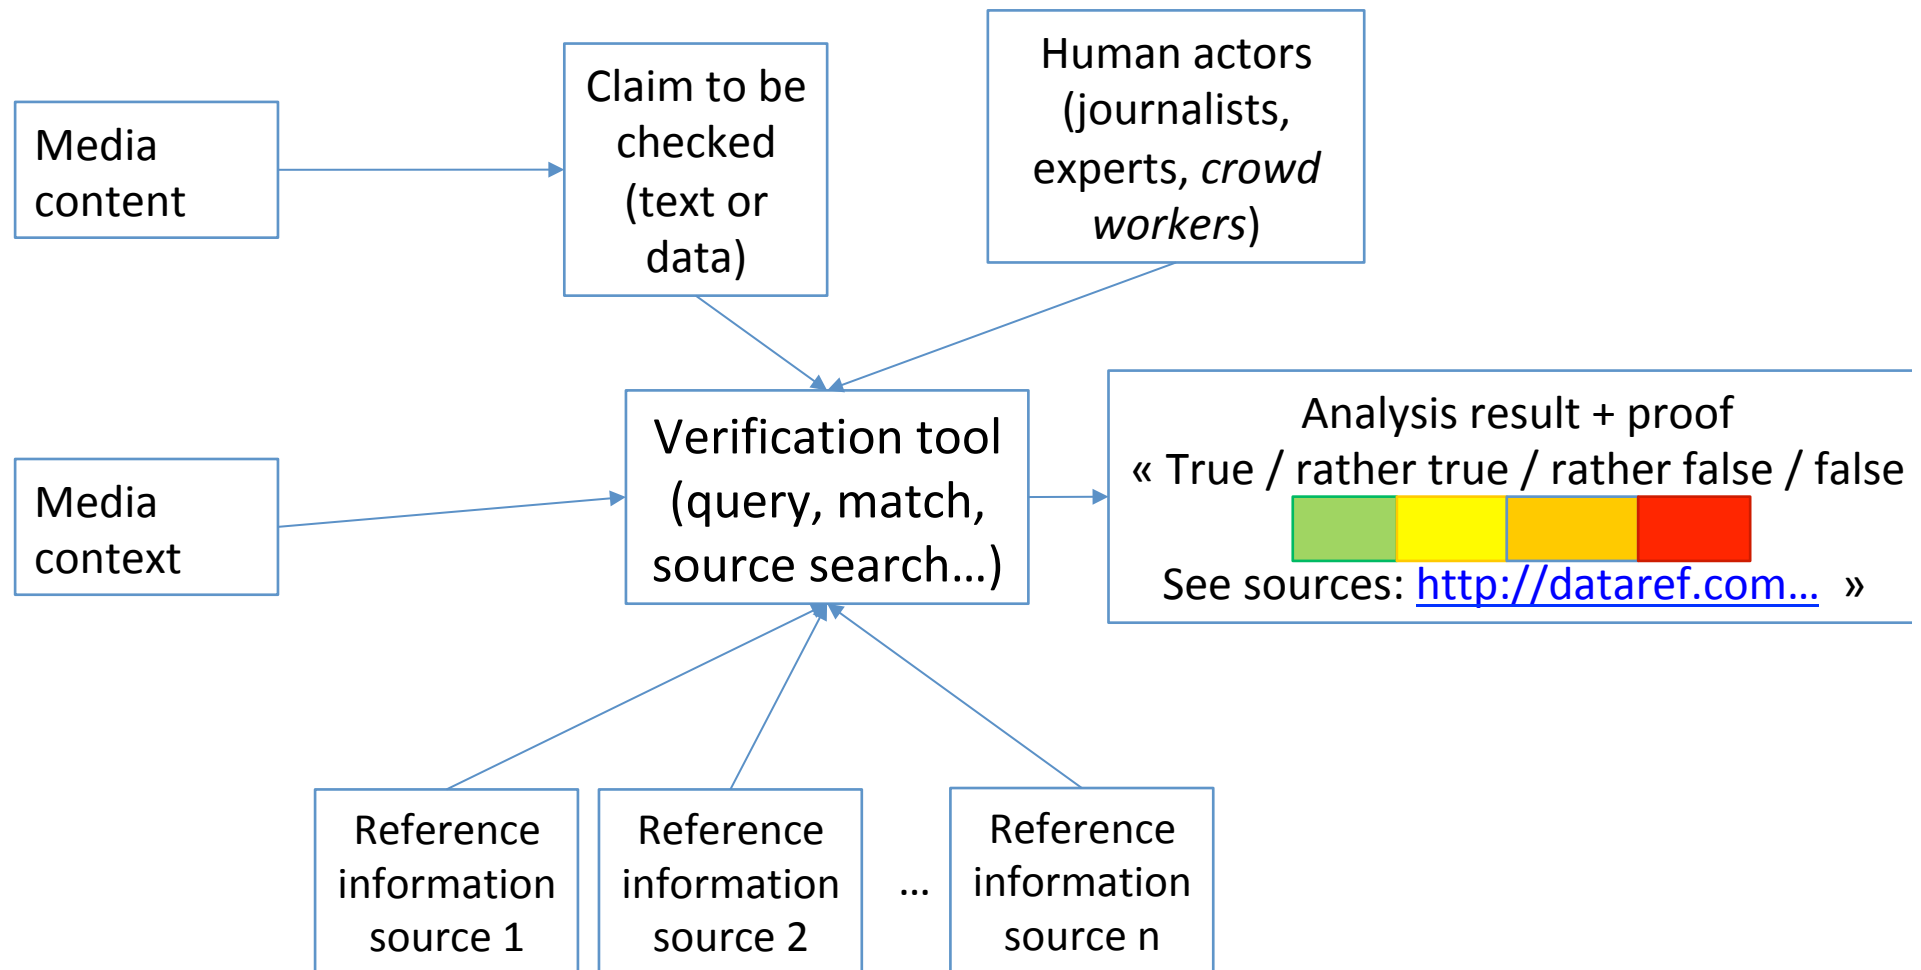 Media
content
Claim to be
checked
(text or
data)
Human actors
(journalists,
experts, crowd
workers)
Media
context
Verification tool
(query, match,
source search…)
Analysis result + proof
« True / rather true / rather false / false
See sources: http://dataref.com… »
Reference
information
source 1
Reference
information
source 2
…
Reference
information
source n